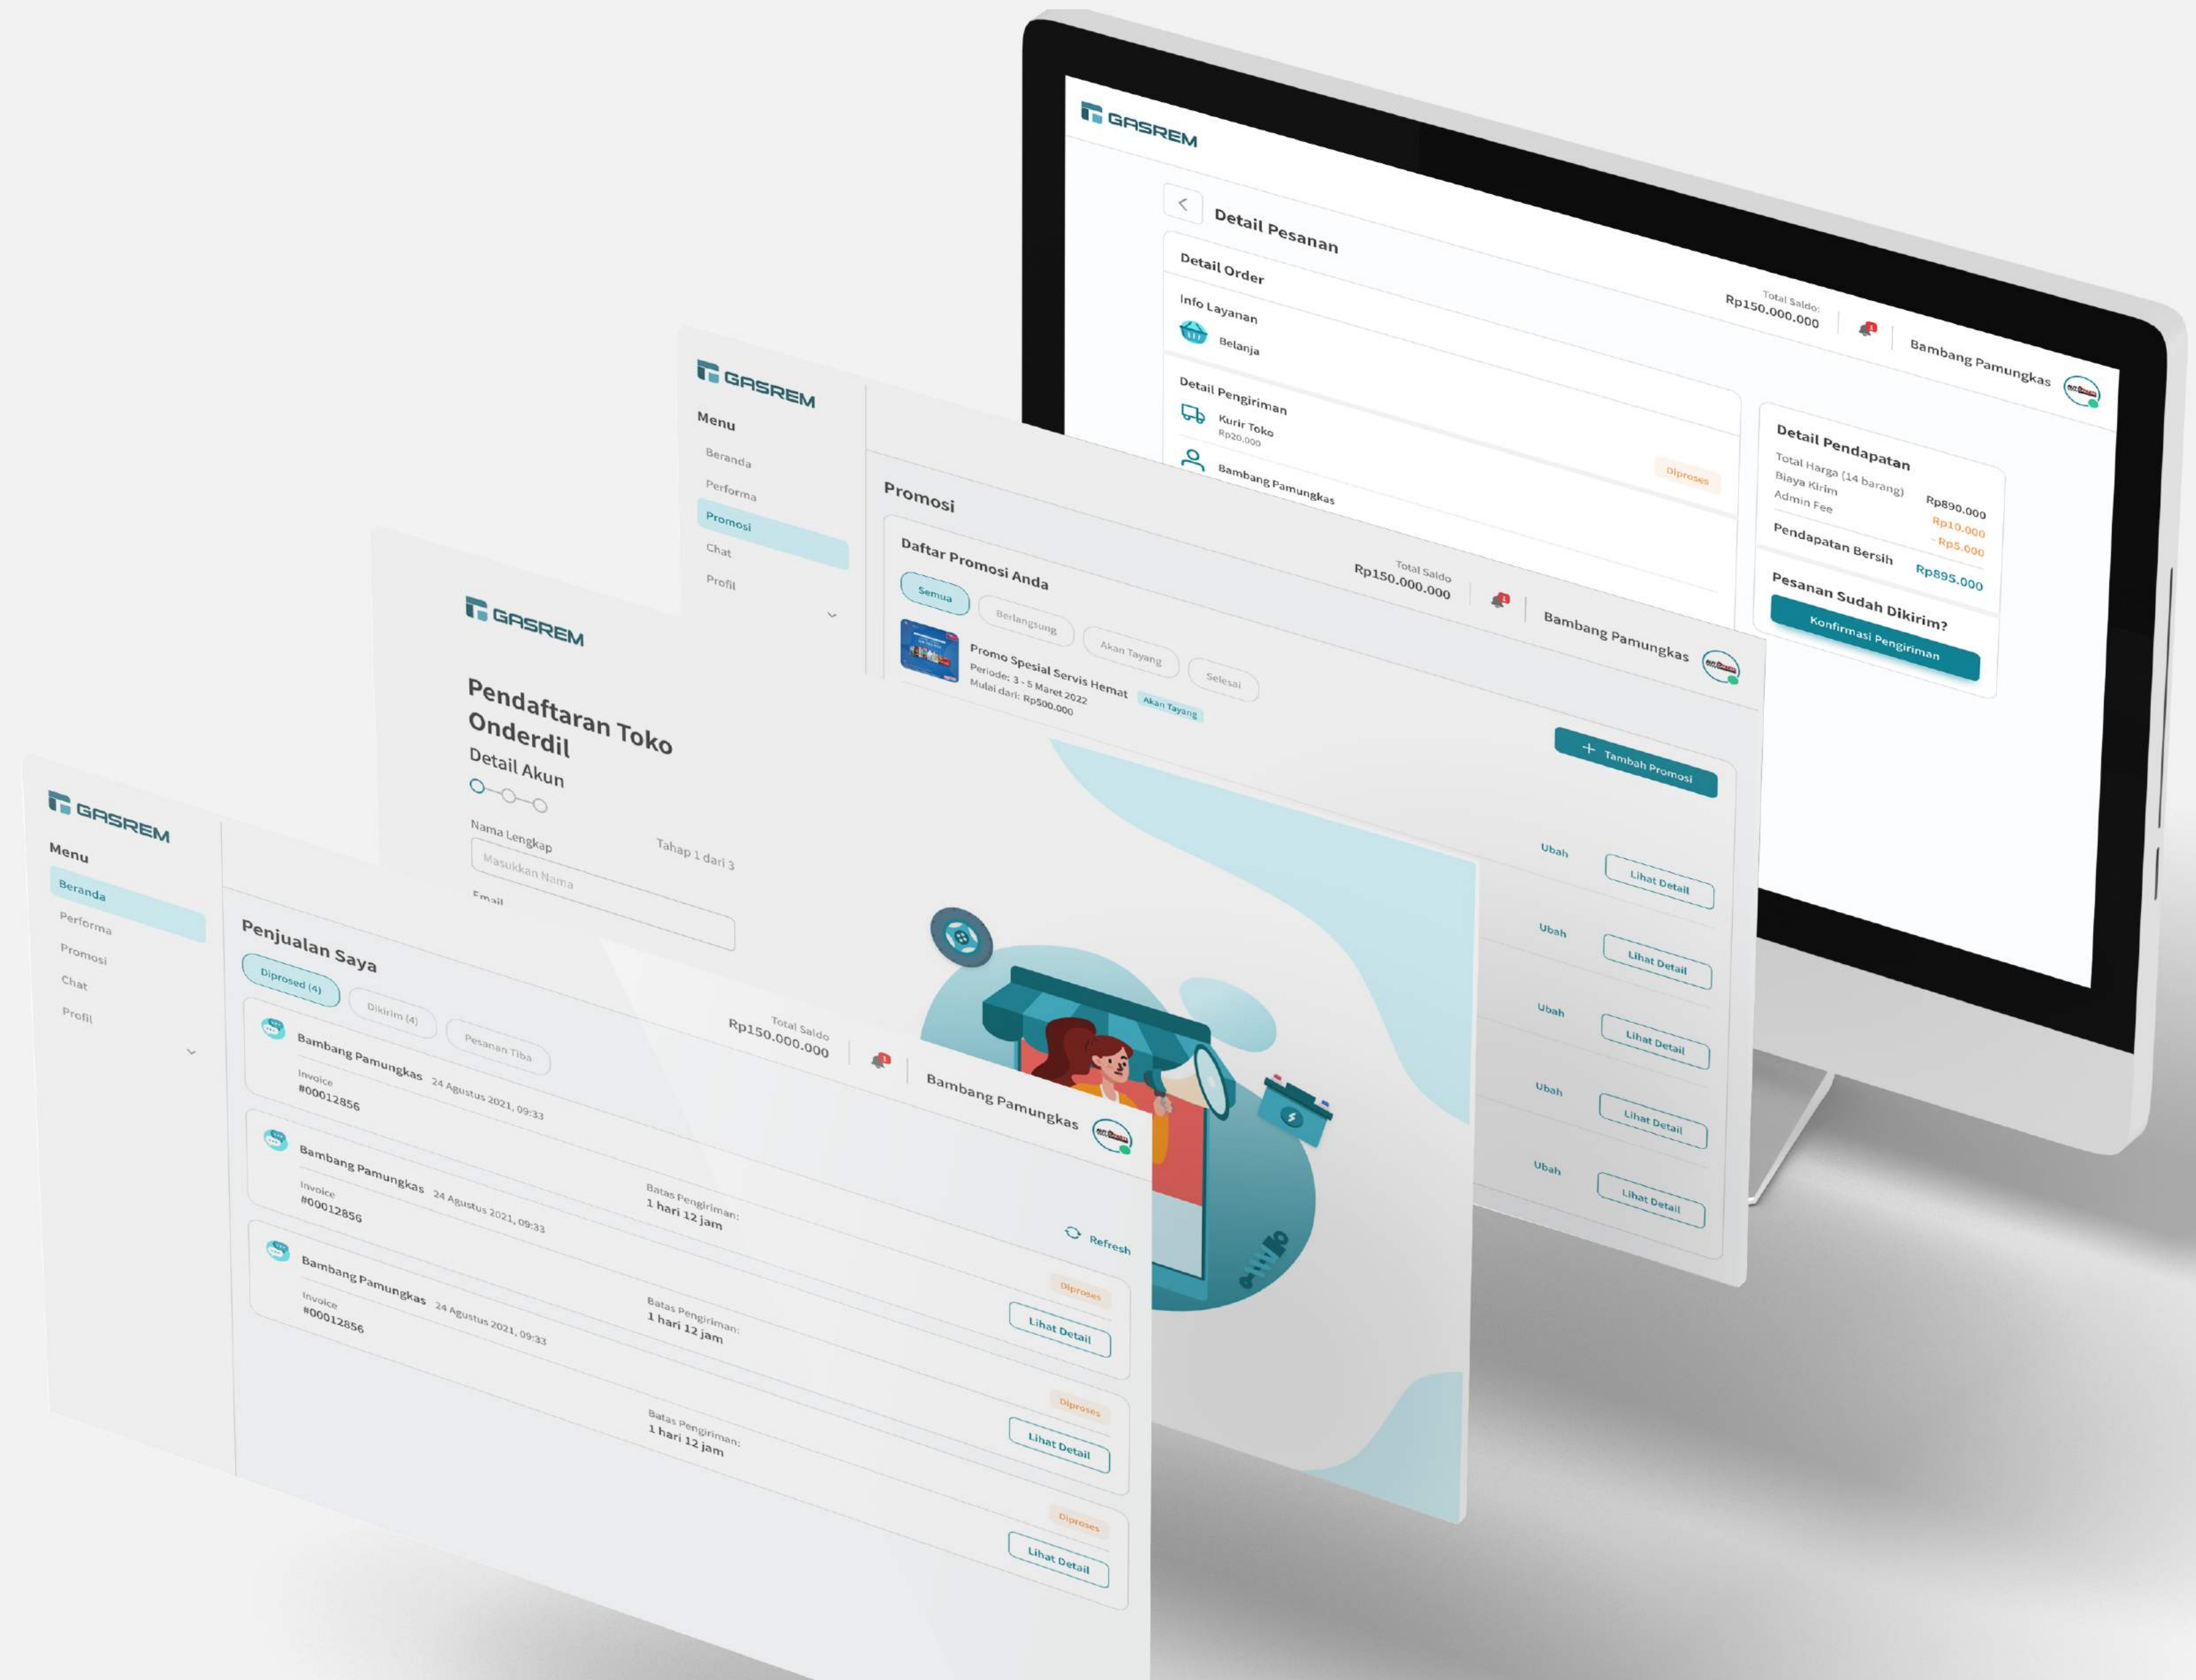 GASREM
Total Saldo:
Rp150.000.000
1
Bambang Pamungkas
Detail Pesanan
Detail Order
Info Layanan
Belanja
Detail Pengiriman
Kurir Toko
Rp20.000
Diproses
Bambang Pamungkas
Detail Pendapatan
Total Harga (14 barang) Rp890.000
Biaya Kirim Rp10.000
Admin Fee - Rp5.000
Pendapatan Bersih Rp895.000
Pesanan Sudah Dikirim?
Konfirmasi Pengiriman
GASREM
Menu
Beranda
Performa
Promosi
Chat
Profil
Total Saldo
Rp150.000.000
1
Bambang Pamungkas
Promosi
Daftar Promosi Anda
Semua Berlangsung Akan Tayang Selesai
+ Tambah Promosi
Promo Spesial Servis Hemat Akan Tayang
Periode: 3 - 5 Maret 2022
Mulai dari: Rp500.000
Ubah Lihat Detail
Ubah Lihat Detail
Ubah Lihat Detail
Ubah Lihat Detail
Ubah Lihat Detail
GASREM
Pendaftaran Toko
Onderdil
Detail Akun
Tahap 1 dari 3
Nama Lengkap
Masukkan Nama
Email
GASREM
Menu
Beranda
Performa
Promosi
Chat
Profil
Total Saldo
Rp150.000.000
1
Bambang Pamungkas
Penjualan Saya
Diprosed (4) Dikirim (4) Pesanan Tiba
Refresh
Bambang Pamungkas 24 Agustus 2021, 09:33
Diproses
Invoice
#00012856
Batas Pengiriman:
1 hari 12 jam
Lihat Detail
Bambang Pamungkas 24 Agustus 2021, 09:33
Diproses
Invoice
#00012856
Batas Pengiriman:
1 hari 12 jam
Lihat Detail
Bambang Pamungkas 24 Agustus 2021, 09:33
Diproses
Invoice
#00012856
Batas Pengiriman:
1 hari 12 jam
Lihat Detail